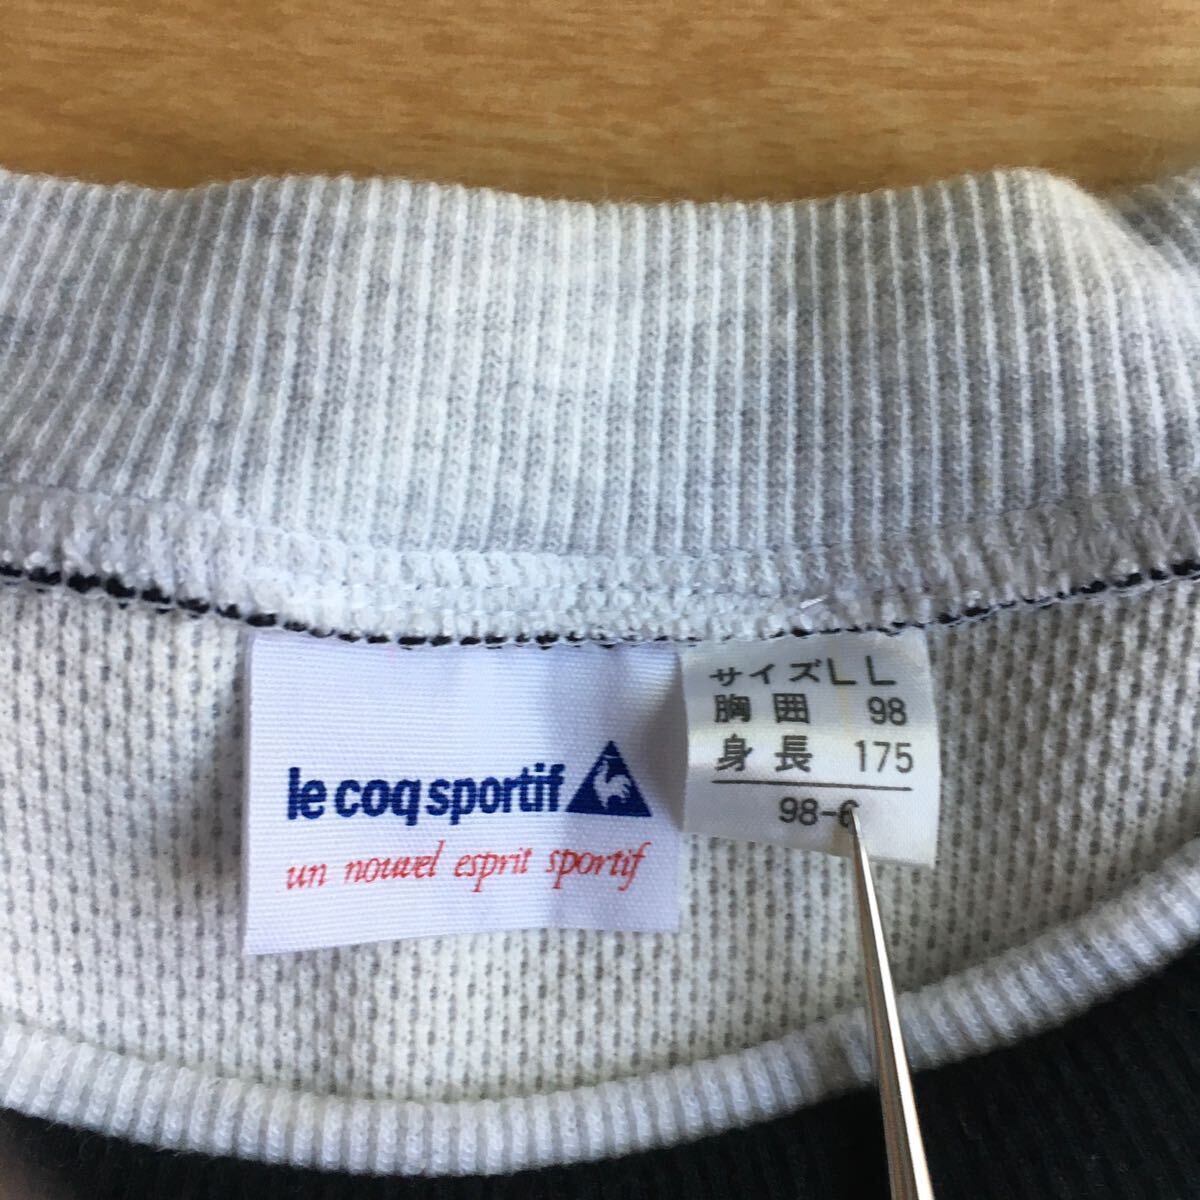 le coq sportif
un nouvel esprit sportif
サイズLL
胸囲 98
身長 175
98-6